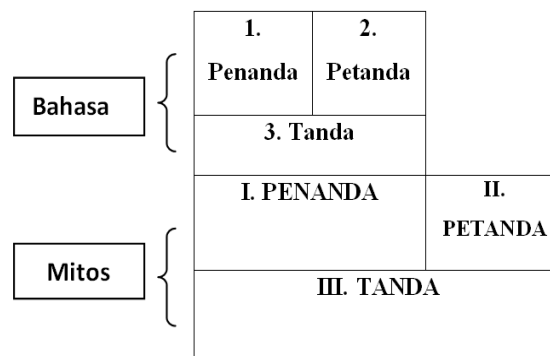 1.
Penanda
2.
Petanda
Bahasa
3. Tanda
I. PENANDA
II.
PETANDA
Mitos
III. TANDA